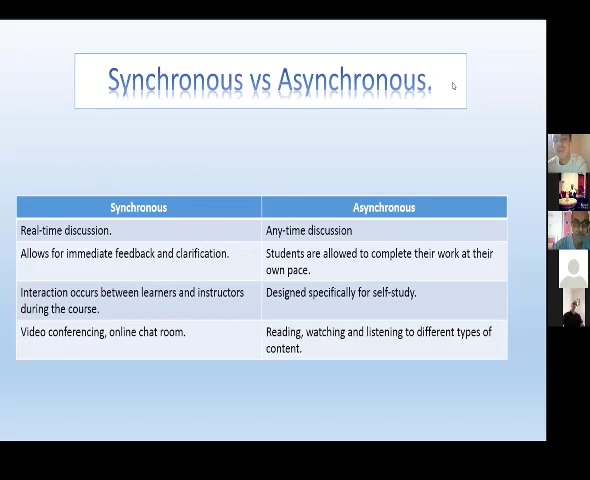 Synchronous vs Asynchronous.
Synchronous
Asynchronous
Real-time discussion.
Any-time discussion
Allows for immediate feedback and clarification.
Students are allowed to complete their work at their
own pace.
Interaction occurs between learners and instructors
during the course.
Designed specifically for self-study.
Video conferencing, online chat room.
Reading, watching and listening to different types of
content.